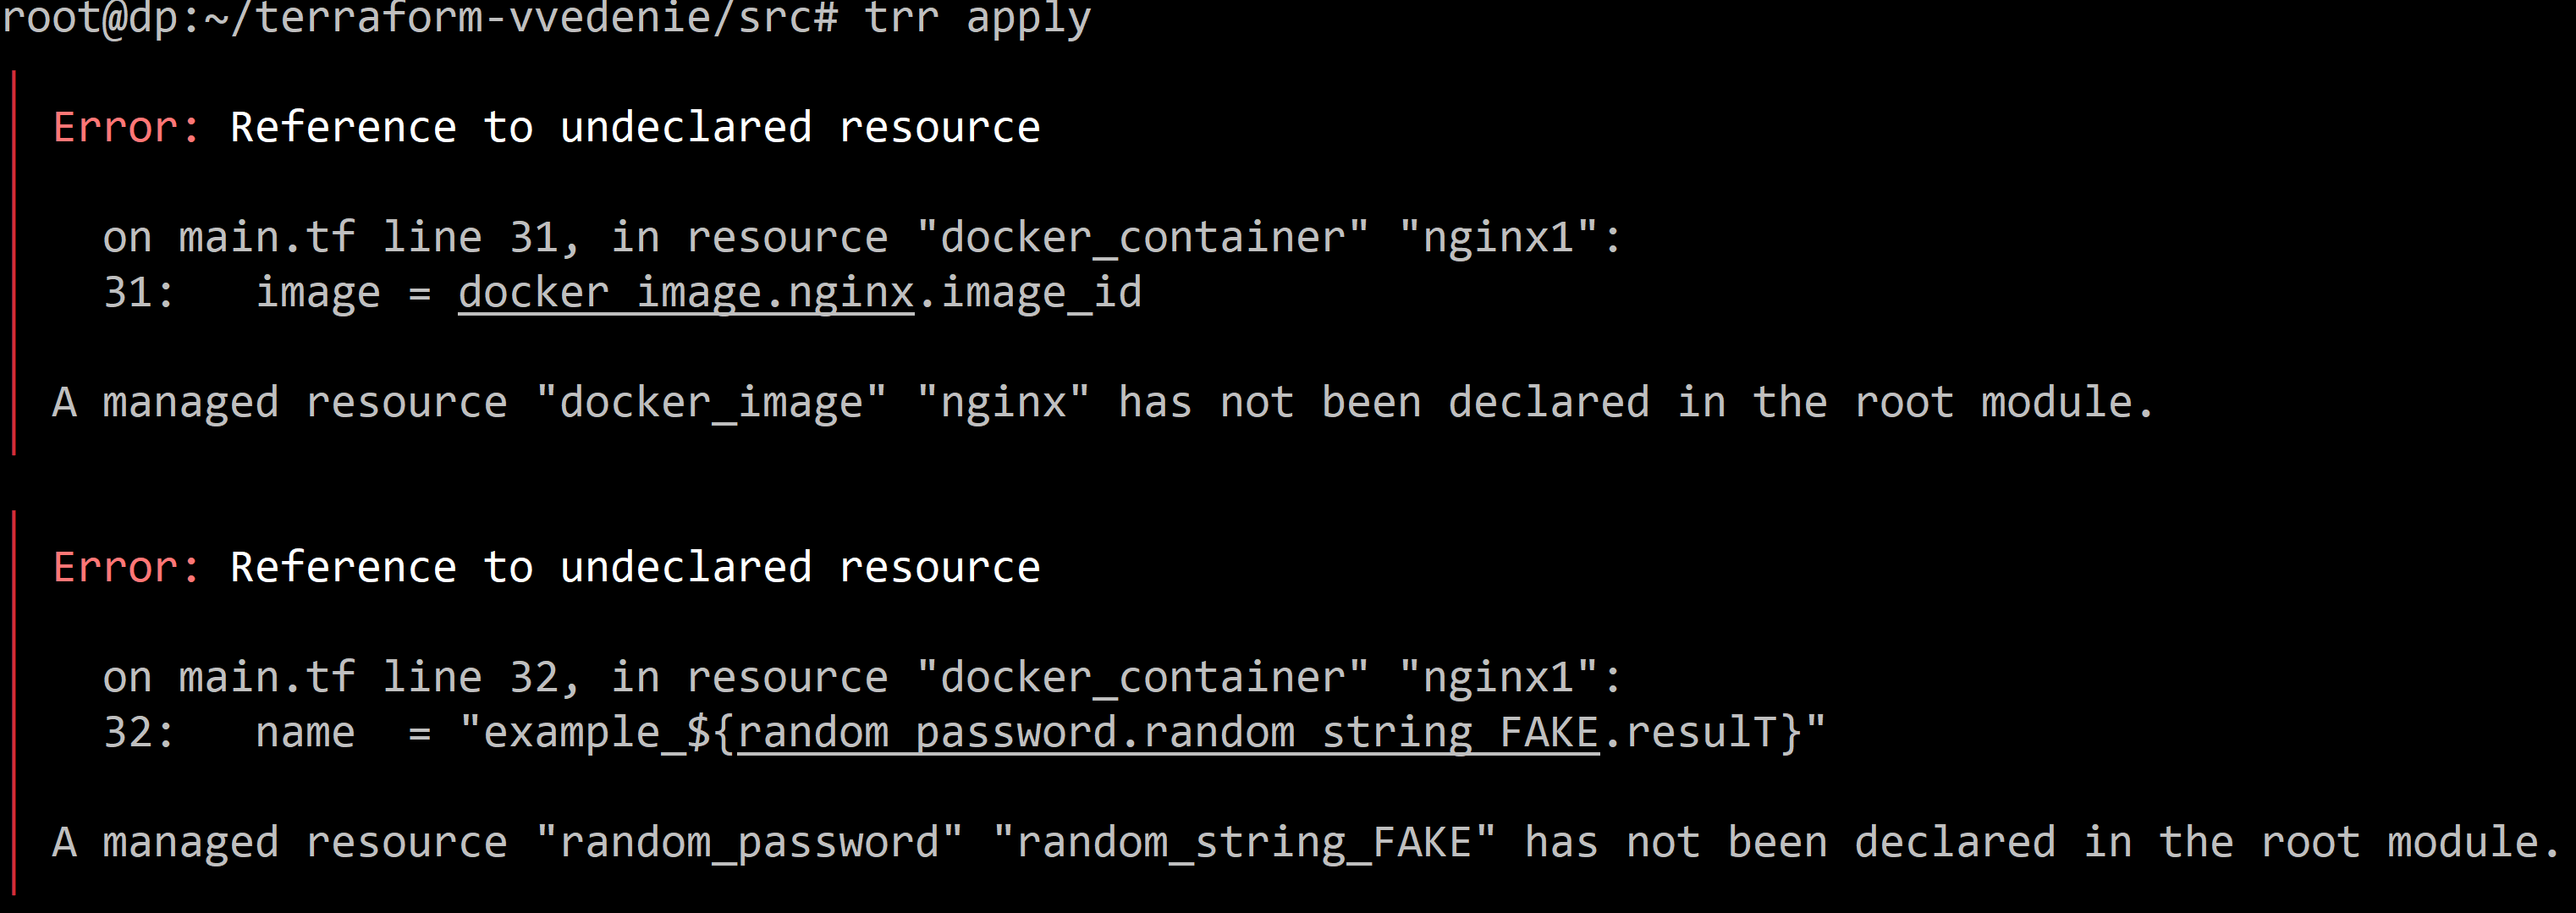 root@dp:~/terraform-vvedenie/src# trr apply
Error: Reference to undeclared resource
on main.tf line 31, in resource "docker_container" "nginx1":
31:   image = docker_image.nginx.image_id
A managed resource "docker_image" "nginx" has not been declared in the root module.
Error: Reference to undeclared resource
on main.tf line 32, in resource "docker_container" "nginx1":
32:   name  = "example_${random_password.random_string_FAKE.resulT}"
A managed resource "random_password" "random_string_FAKE" has not been declared in the root module.